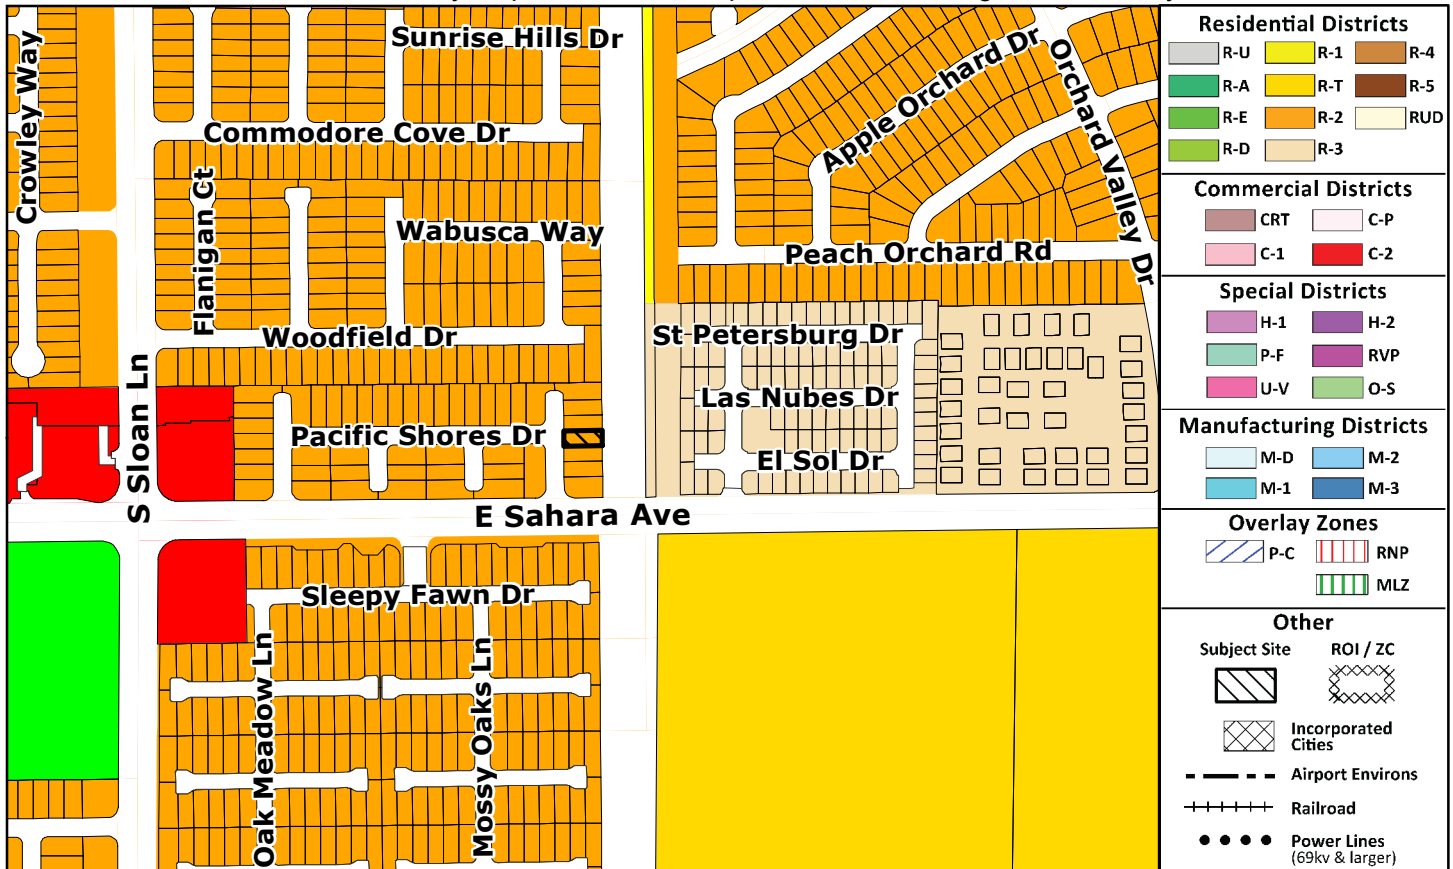 Sunrise Hills Dr
Crowley Way
Commodore Cove Dr
Apple Orchard Dr
Orchard Valley Dr
Flanigan Ct
Wabusca Way
Peach Orchard Rd
Woodfield Dr
St Petersburg Dr
S Sloan Ln
Las Nubes Dr
Pacific Shores Dr
El Sol Dr
E Sahara Ave
Sleepy Fawn Dr
Oak Meadow Ln
Mossy Oaks Ln
Residential Districts
R-U R-1 R-4
R-A R-T R-5
R-E R-2 RUD
R-D R-3
Commercial Districts
CRT C-P
C-1 C-2
Special Districts
H-1 H-2
P-F RVP
U-V O-S
Manufacturing Districts
M-D M-2
M-1 M-3
Overlay Zones
P-C RNP
MLZ
Other
Subject Site ROI / ZC
Incorporated
Cities
Airport Environs
Railroad
Power Lines
(69kv & larger)